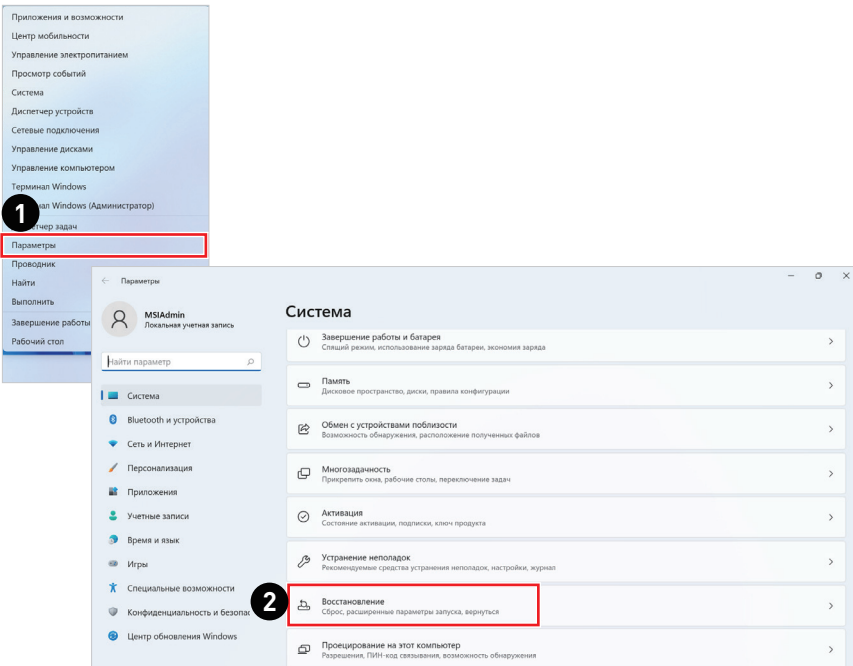 Приложения и возможности
Центр мобильности
Управление электропитанием
Просмотр событий
Система
Диспетчер устройств
Сетевые подключения
Управление дисками
Управление компьютером
Терминал Windows
Windows (Администратор)
1
задач
Параметры
Проводник
Найти
Выполнить
Завершение работы
Рабочий стол
Параметры
MSIAdmin
Локальная учетная запись
Найти параметр
Система
Bluetooth и устройства
Сеть и Интернет
Персонализация
Приложения
Учетные записи
Время и язык
Игры
Специальные возможности
Конфиденциальность и безопас
Центр обновления Windows
Система
Завершение работы и батарея
Спящий режим, использование заряда батареи, экономия заряда
Память
Дисковое пространство, диски, правила конфигурации
Обмен с устройствами поблизости
Возможность обнаружения, расположение полученных файлов
Многозадачность
Прикрепить окна, рабочие столы, переключение задач
Активация
Состояние активации, подписки, ключ продукта
Устранение неполадок
Рекомендуемые средства устранения неполадок, настройки, журнал
2
Восстановление
Сброс, расширенные параметры запуска, вернуться
Проецирование на этот компьютер
Разрешения, ПИН-код связывания, возможность обнаружения